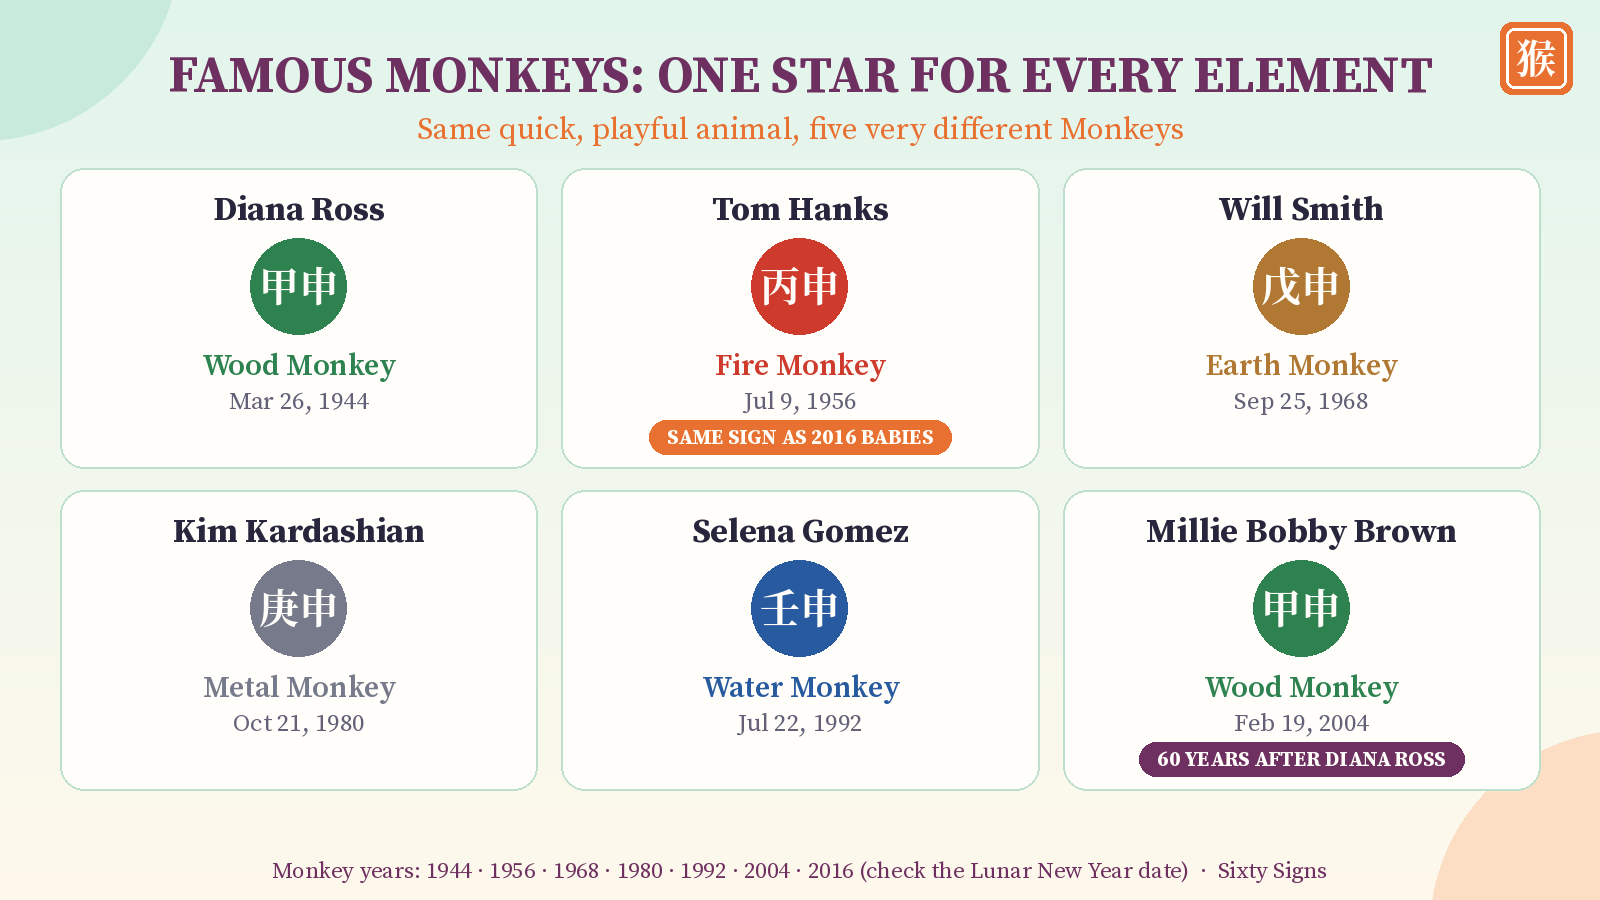 猴
FAMOUS MONKEYS: ONE STAR FOR EVERY ELEMENT
Same quick, playful animal, five very different Monkeys
Diana Ross
甲申
Wood Monkey
Mar 26, 1944
Tom Hanks
丙申
Fire Monkey
Jul 9, 1956
SAME SIGN AS 2016 BABIES
Will Smith
戊申
Earth Monkey
Sep 25, 1968
Kim Kardashian
庚申
Metal Monkey
Oct 21, 1980
Selena Gomez
壬申
Water Monkey
Jul 22, 1992
Millie Bobby Brown
甲申
Wood Monkey
Feb 19, 2004
60 YEARS AFTER DIANA ROSS
Monkey years: 1944 · 1956 · 1968 · 1980 · 1992 · 2004 · 2016 (check the Lunar New Year date) · Sixty Signs